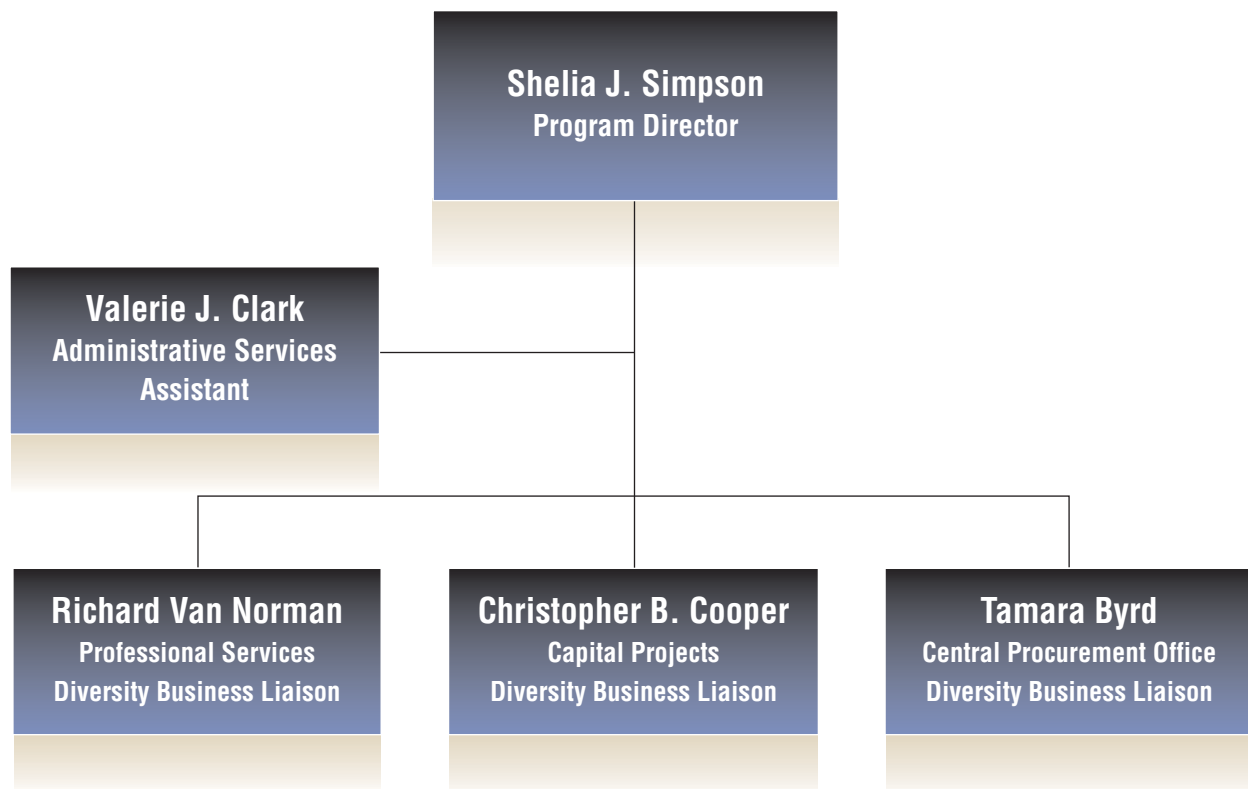 Shelia J. Simpson
Program Director
Valerie J. Clark
Administrative Services
Assistant
Richard Van Norman
Professional Services
Diversity Business Liaison
Christopher B. Cooper
Capital Projects
Diversity Business Liaison
Tamara Byrd
Central Procurement Office
Diversity Business Liaison